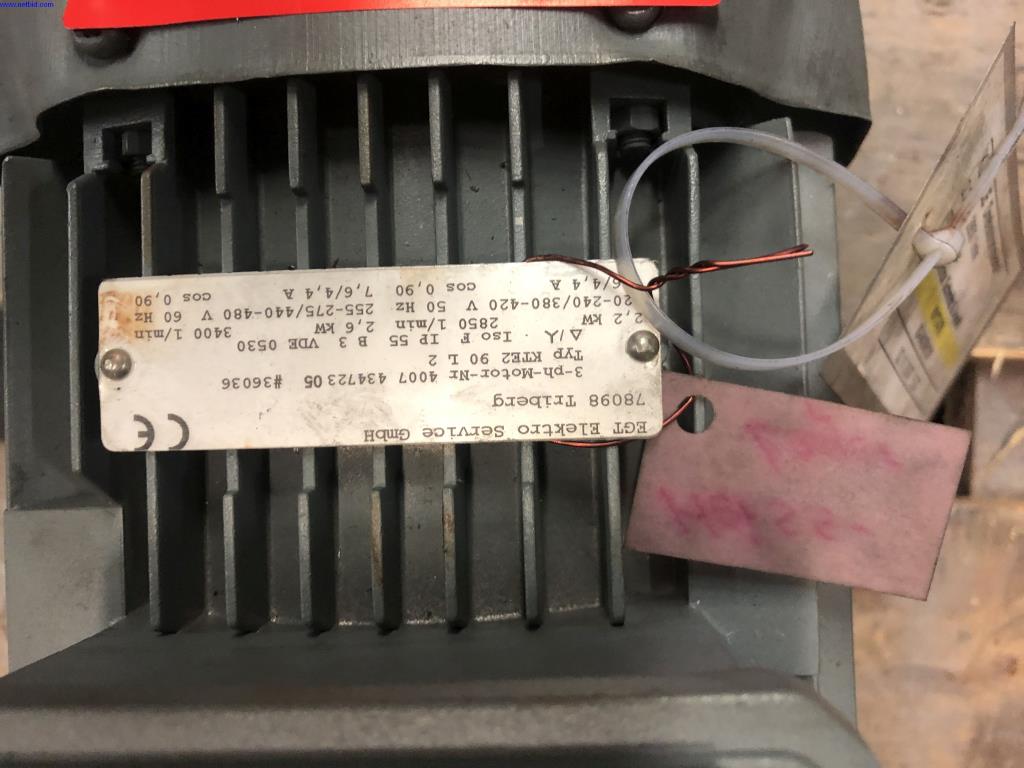 www.netbid.com
EGT Elektro Service GmbH
78098 Triberg
3-ph-Motor-Nr 4007 43472305 #36036
Typ KTE2 90 L 2
Δ/⅄ · Iso F IP 55 B 3 VDE 0530
2,2 kW 2850 1/min 2,6 kW 3400 1/min
20-240/380-420 V 50 Hz 255-275/440-480 V 60 Hz
6/4,4 A cos 0,90 7,6/4,4 A cos 0,90
CE